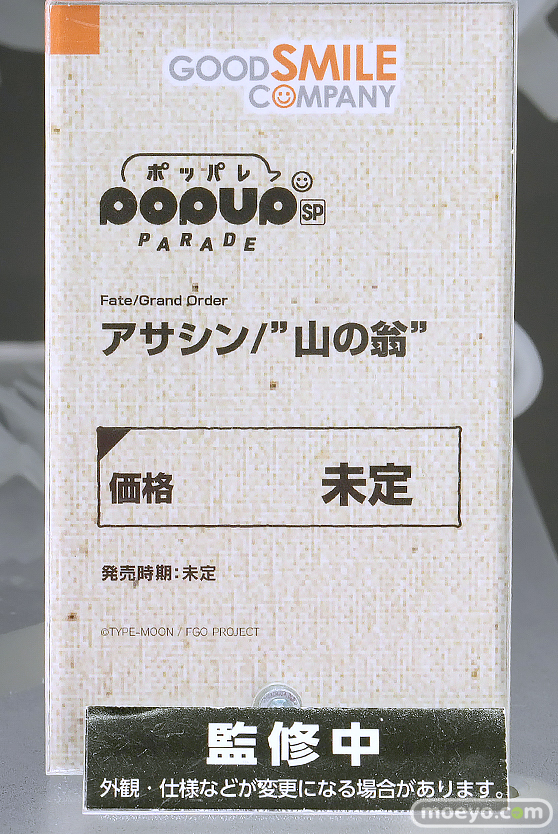 GOODSMILE
COMPANY
ポッパレ
POPUP SP
PARADE
Fate/Grand Order
アサシン/”山の翁”
価格 未定
発売時期：未定
©TYPE-MOON / FGO PROJECT
監修中
外観・仕様などが変更になる場合があります。
moeyo.com